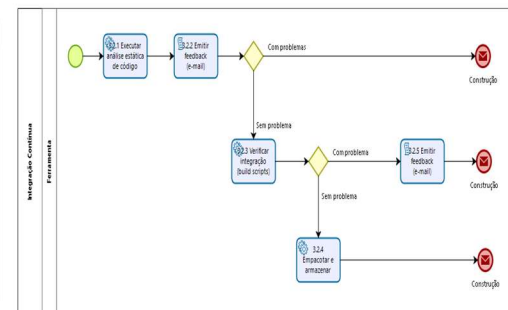 Integração Contínua
Ferramenta
3.2.1 Executar
análise estática
de código
3.2.2 Emitir
feedback
(e-mail)
Com problemas
Construção
Sem problema
3.2.3 Verificar
integração
(build scripts)
Com problema
3.2.5 Emitir
feedback
(e-mail)
Construção
Sem problema
3.2.4
Empacotar e
armazenar
Construção